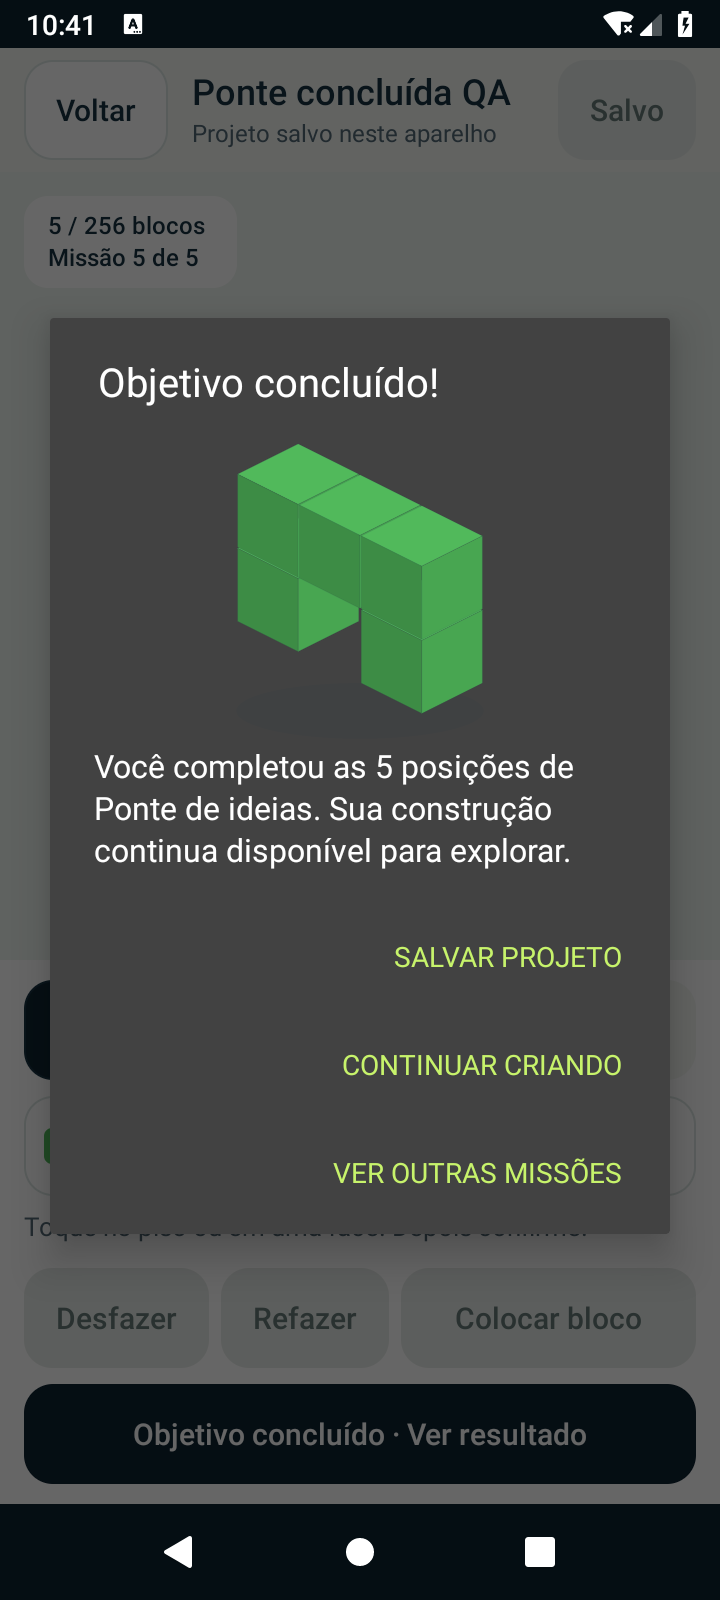 10:41
Voltar
Ponte concluída QA
Projeto salvo neste aparelho
Salvo
5 / 256 blocos
Missão 5 de 5
Objetivo concluído!
Você completou as 5 posições de
Ponte de ideias. Sua construção
continua disponível para explorar.
SALVAR PROJETO
CONTINUAR CRIANDO
VER OUTRAS MISSÕES
Desfazer
Refazer
Colocar bloco
Objetivo concluído · Ver resultado